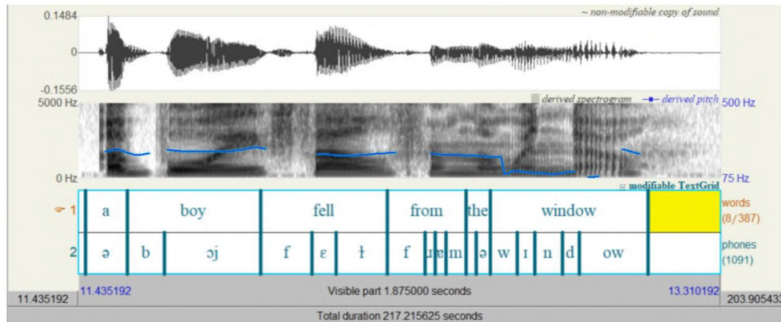 0.1484
~ non-modifiable copy of sound
0
-0.1556
5000 Hz
derived spectrogram
derived pitch
500 Hz
0 Hz
75 Hz
modifiable TextGrid
1 a boy fell from the window words
(8/387)
2 ə b ɔj f ɛ ɫ f ɹ ɐ m ə w ɪ n d ow phones
(1091)
11.435192 Visible part 1.875000 seconds 13.310192
11.435192 203.905433
Total duration 217.215625 seconds